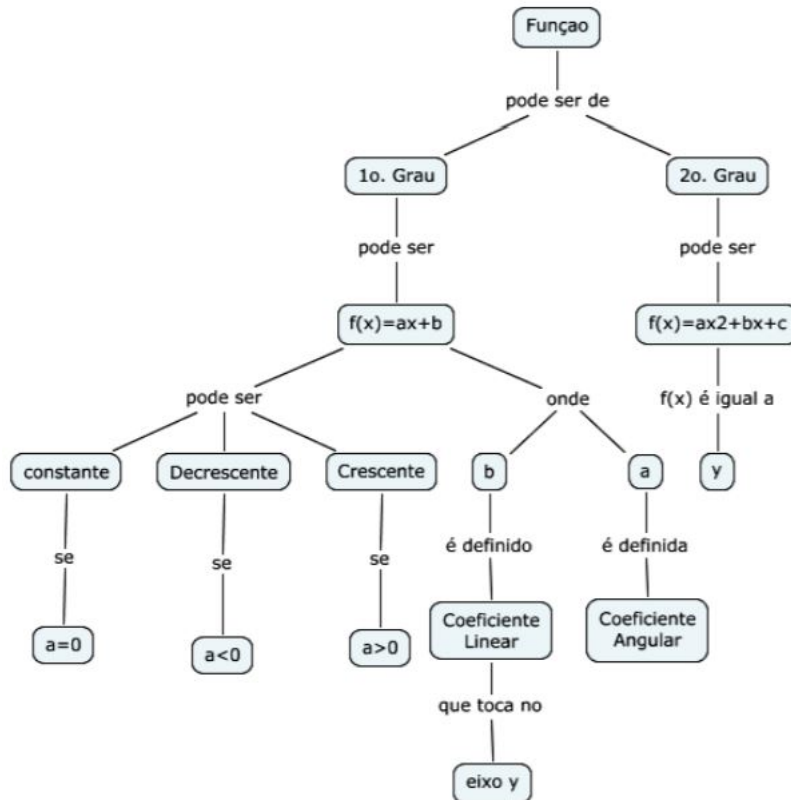 Funçao
pode ser de
1o. Grau
2o. Grau
pode ser
pode ser
f(x)=ax+b
f(x)=ax2+bx+c
pode ser
onde
f(x) é igual a
constante
Decrescente
Crescente
b
a
y
se
se
se
é definido
é definida
a=0
a<0
a>0
Coeficiente
Linear
Coeficiente
Angular
que toca no
eixo y